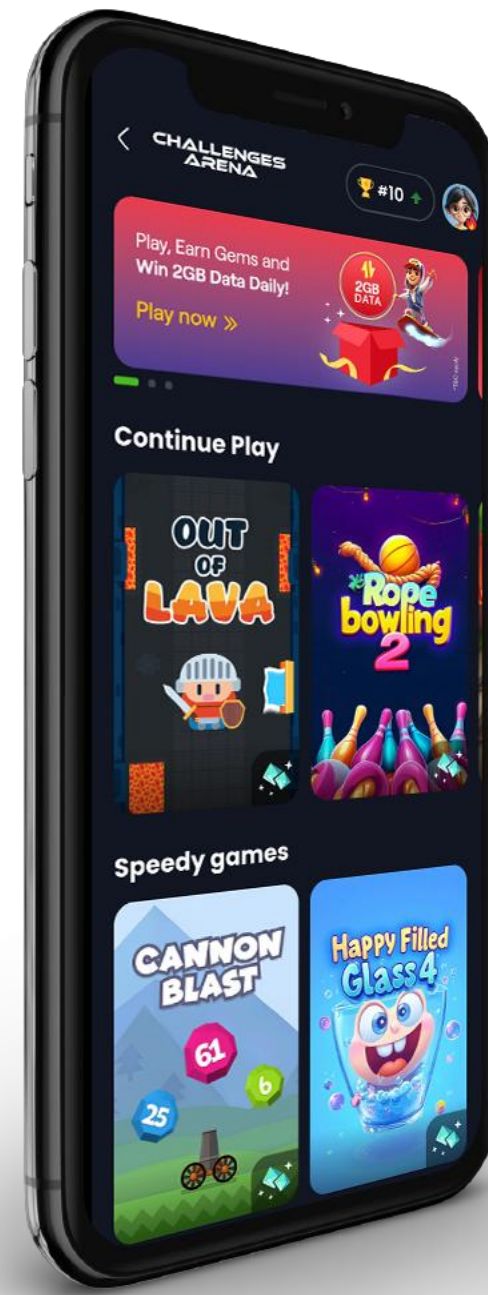 CHALLENGES
ARENA
#10
Play, Earn Gems and
Win 2GB Data Daily!
Play now »
2GB
DATA
Continue Play
OUT
OF
LAVA
Rope
bowling
2
Speedy games
CANNON
BLAST
61
6
25
Happy Filled
Glass 4